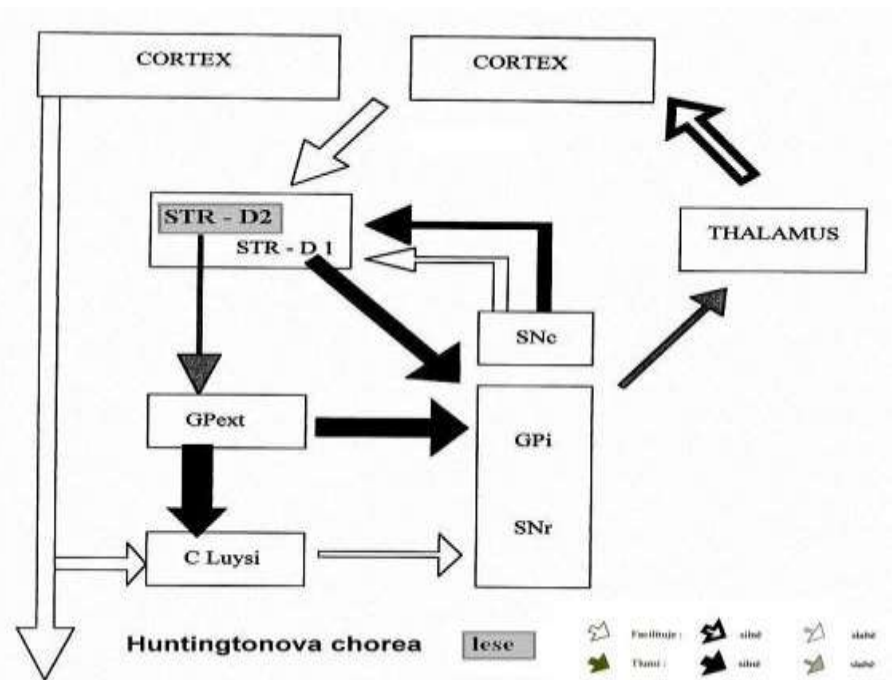 CORTEX
CORTEX
STR - D2
STR - D 1
THALAMUS
SNc
GPext
GPi
SNr
C Luysi
Huntingtonova chorea
lese
Facilituje : silně slabě
Tlumí : silně slabě